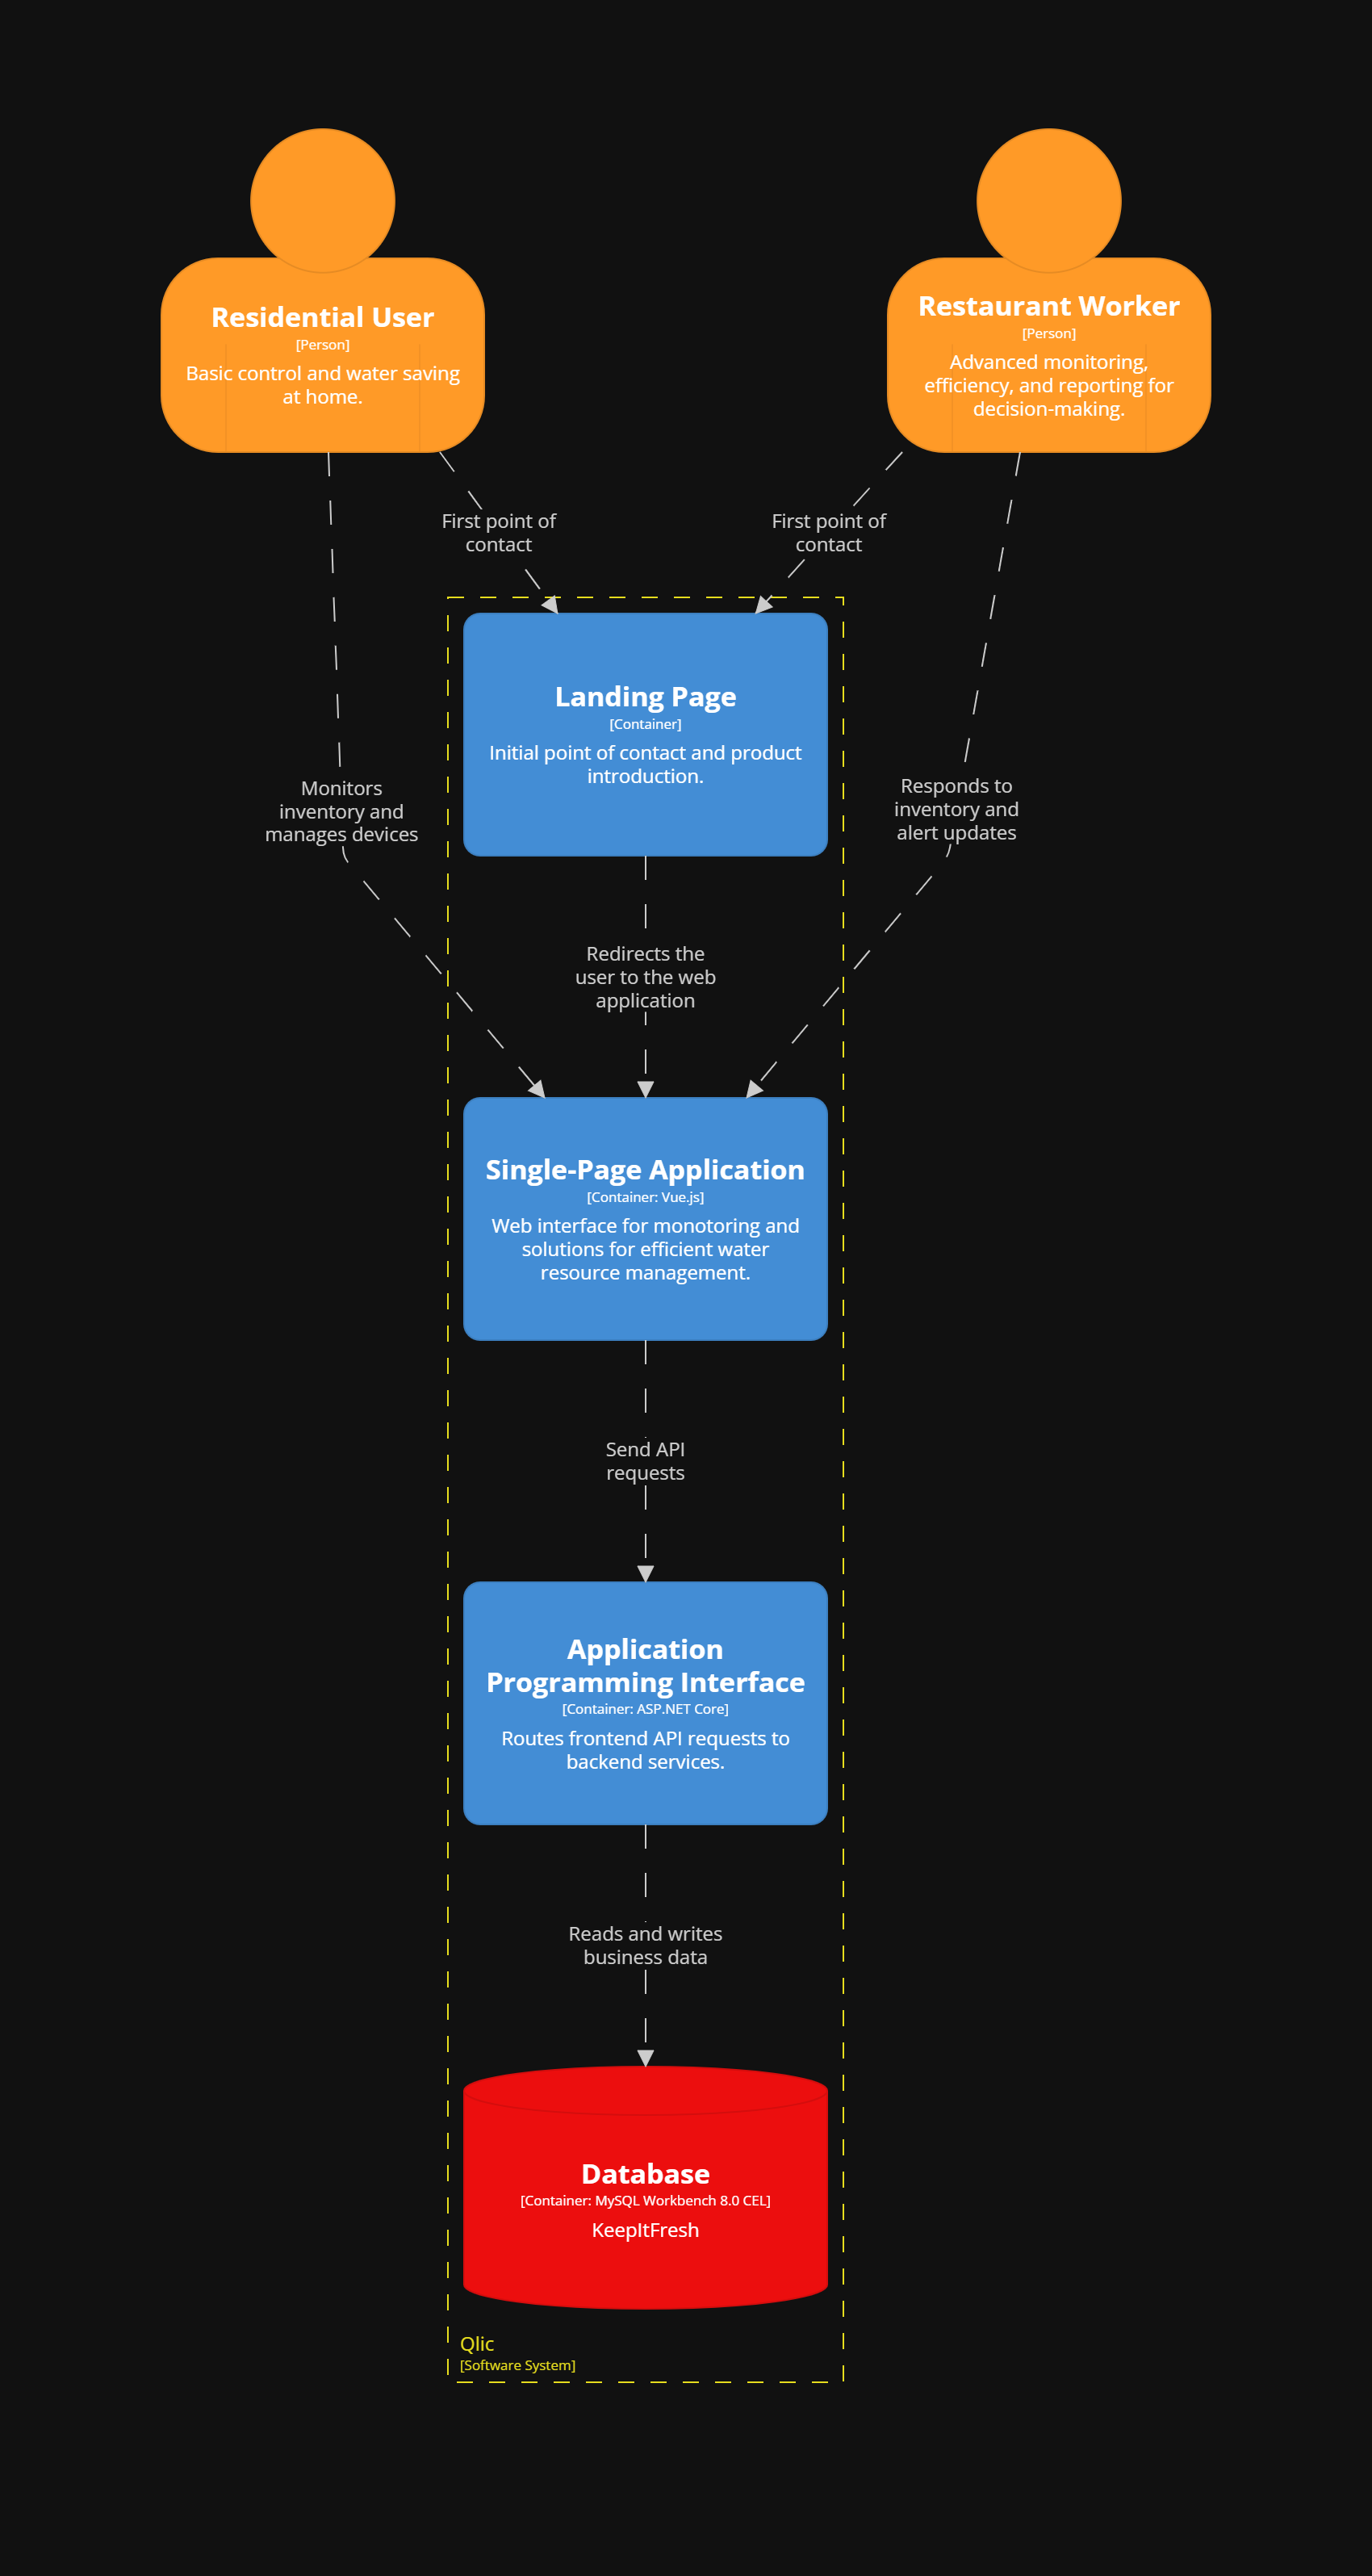 Residential User
[Person]
Basic control and water saving
at home.
Restaurant Worker
[Person]
Advanced monitoring,
efficiency, and reporting for
decision-making.
First point of
contact
First point of
contact
Landing Page
[Container]
Initial point of contact and product
introduction.
Monitors
inventory and
manages devices
Responds to
inventory and
alert updates
Redirects the
user to the web
application
Single-Page Application
[Container: Vue.js]
Web interface for monotoring and
solutions for efficient water
resource management.
Send API
requests
Application
Programming Interface
[Container: ASP.NET Core]
Routes frontend API requests to
backend services.
Reads and writes
business data
Database
[Container: MySQL Workbench 8.0 CEL]
KeepItFresh
Qlic
[Software System]